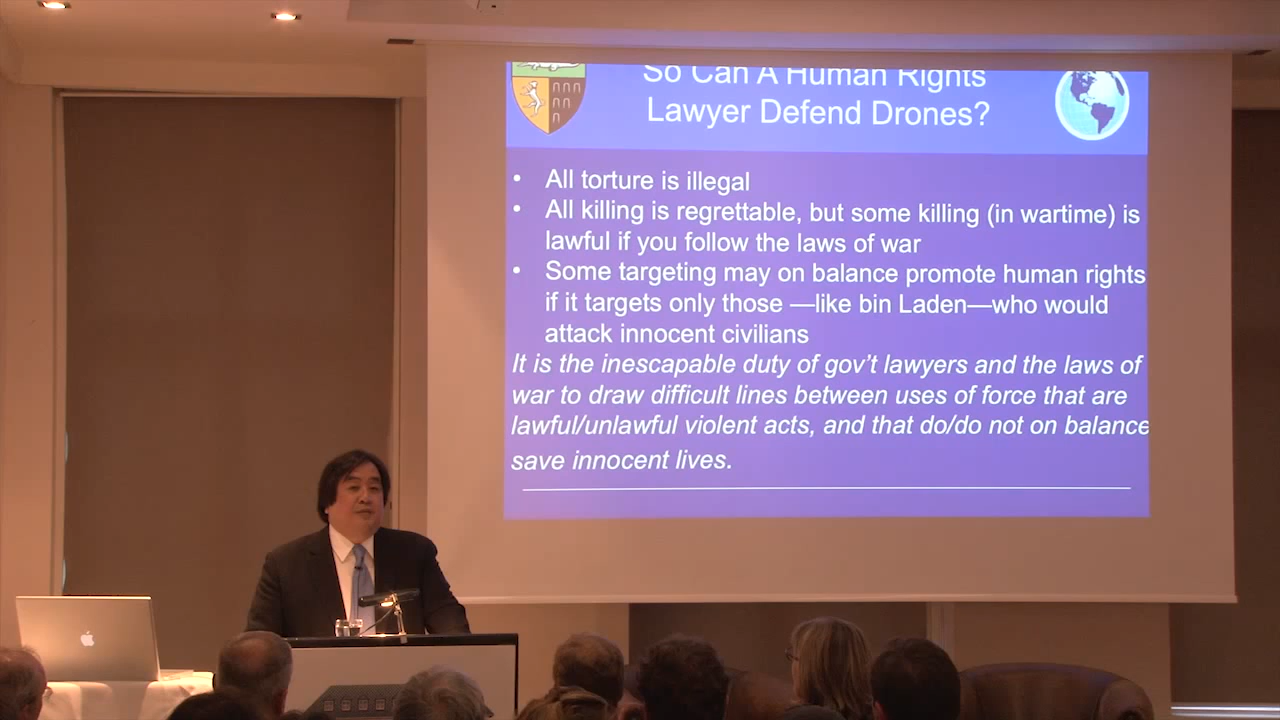 So Can A Human Rights
Lawyer Defend Drones?
• All torture is illegal
• All killing is regrettable, but some killing (in wartime) is
lawful if you follow the laws of war
• Some targeting may on balance promote human rights
if it targets only those —like bin Laden—who would
attack innocent civilians
It is the inescapable duty of gov't lawyers and the laws of
war to draw difficult lines between uses of force that are
lawful/unlawful violent acts, and that do/do not on balance
save innocent lives.